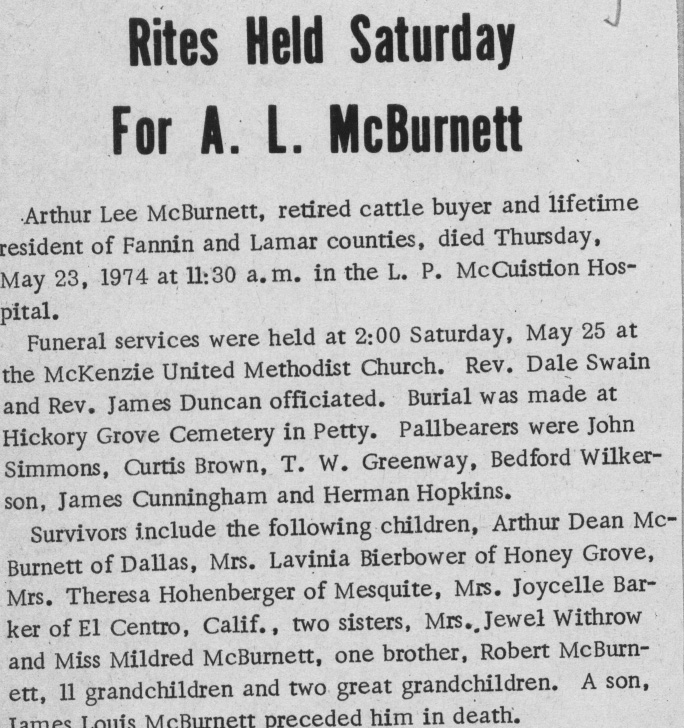 Rites Held Saturday
For A. L. McBurnett
Arthur Lee McBurnett, retired cattle buyer and lifetime
resident of Fannin and Lamar counties, died Thursday,
May 23, 1974 at 11:30 a.m. in the L. P. McCuistion Hos-
pital.
Funeral services were held at 2:00 Saturday, May 25 at
the McKenzie United Methodist Church. Rev. Dale Swain
and Rev. James Duncan officiated. Burial was made at
Hickory Grove Cemetery in Petty. Pallbearers were John
Simmons, Curtis Brown, T. W. Greenway, Bedford Wilker-
son, James Cunningham and Herman Hopkins.
Survivors include the following children, Arthur Dean Mc-
Burnett of Dallas, Mrs. Lavinia Bierbower of Honey Grove,
Mrs. Theresa Hohenberger of Mesquite, Mrs. Joycelle Bar-
ker of El Centro, Calif., two sisters, Mrs. Jewel Withrow
and Miss Mildred McBurnett, one brother, Robert McBurn-
ett, 11 grandchildren and two great grandchildren. A son,
James Louis McBurnett preceded him in death.